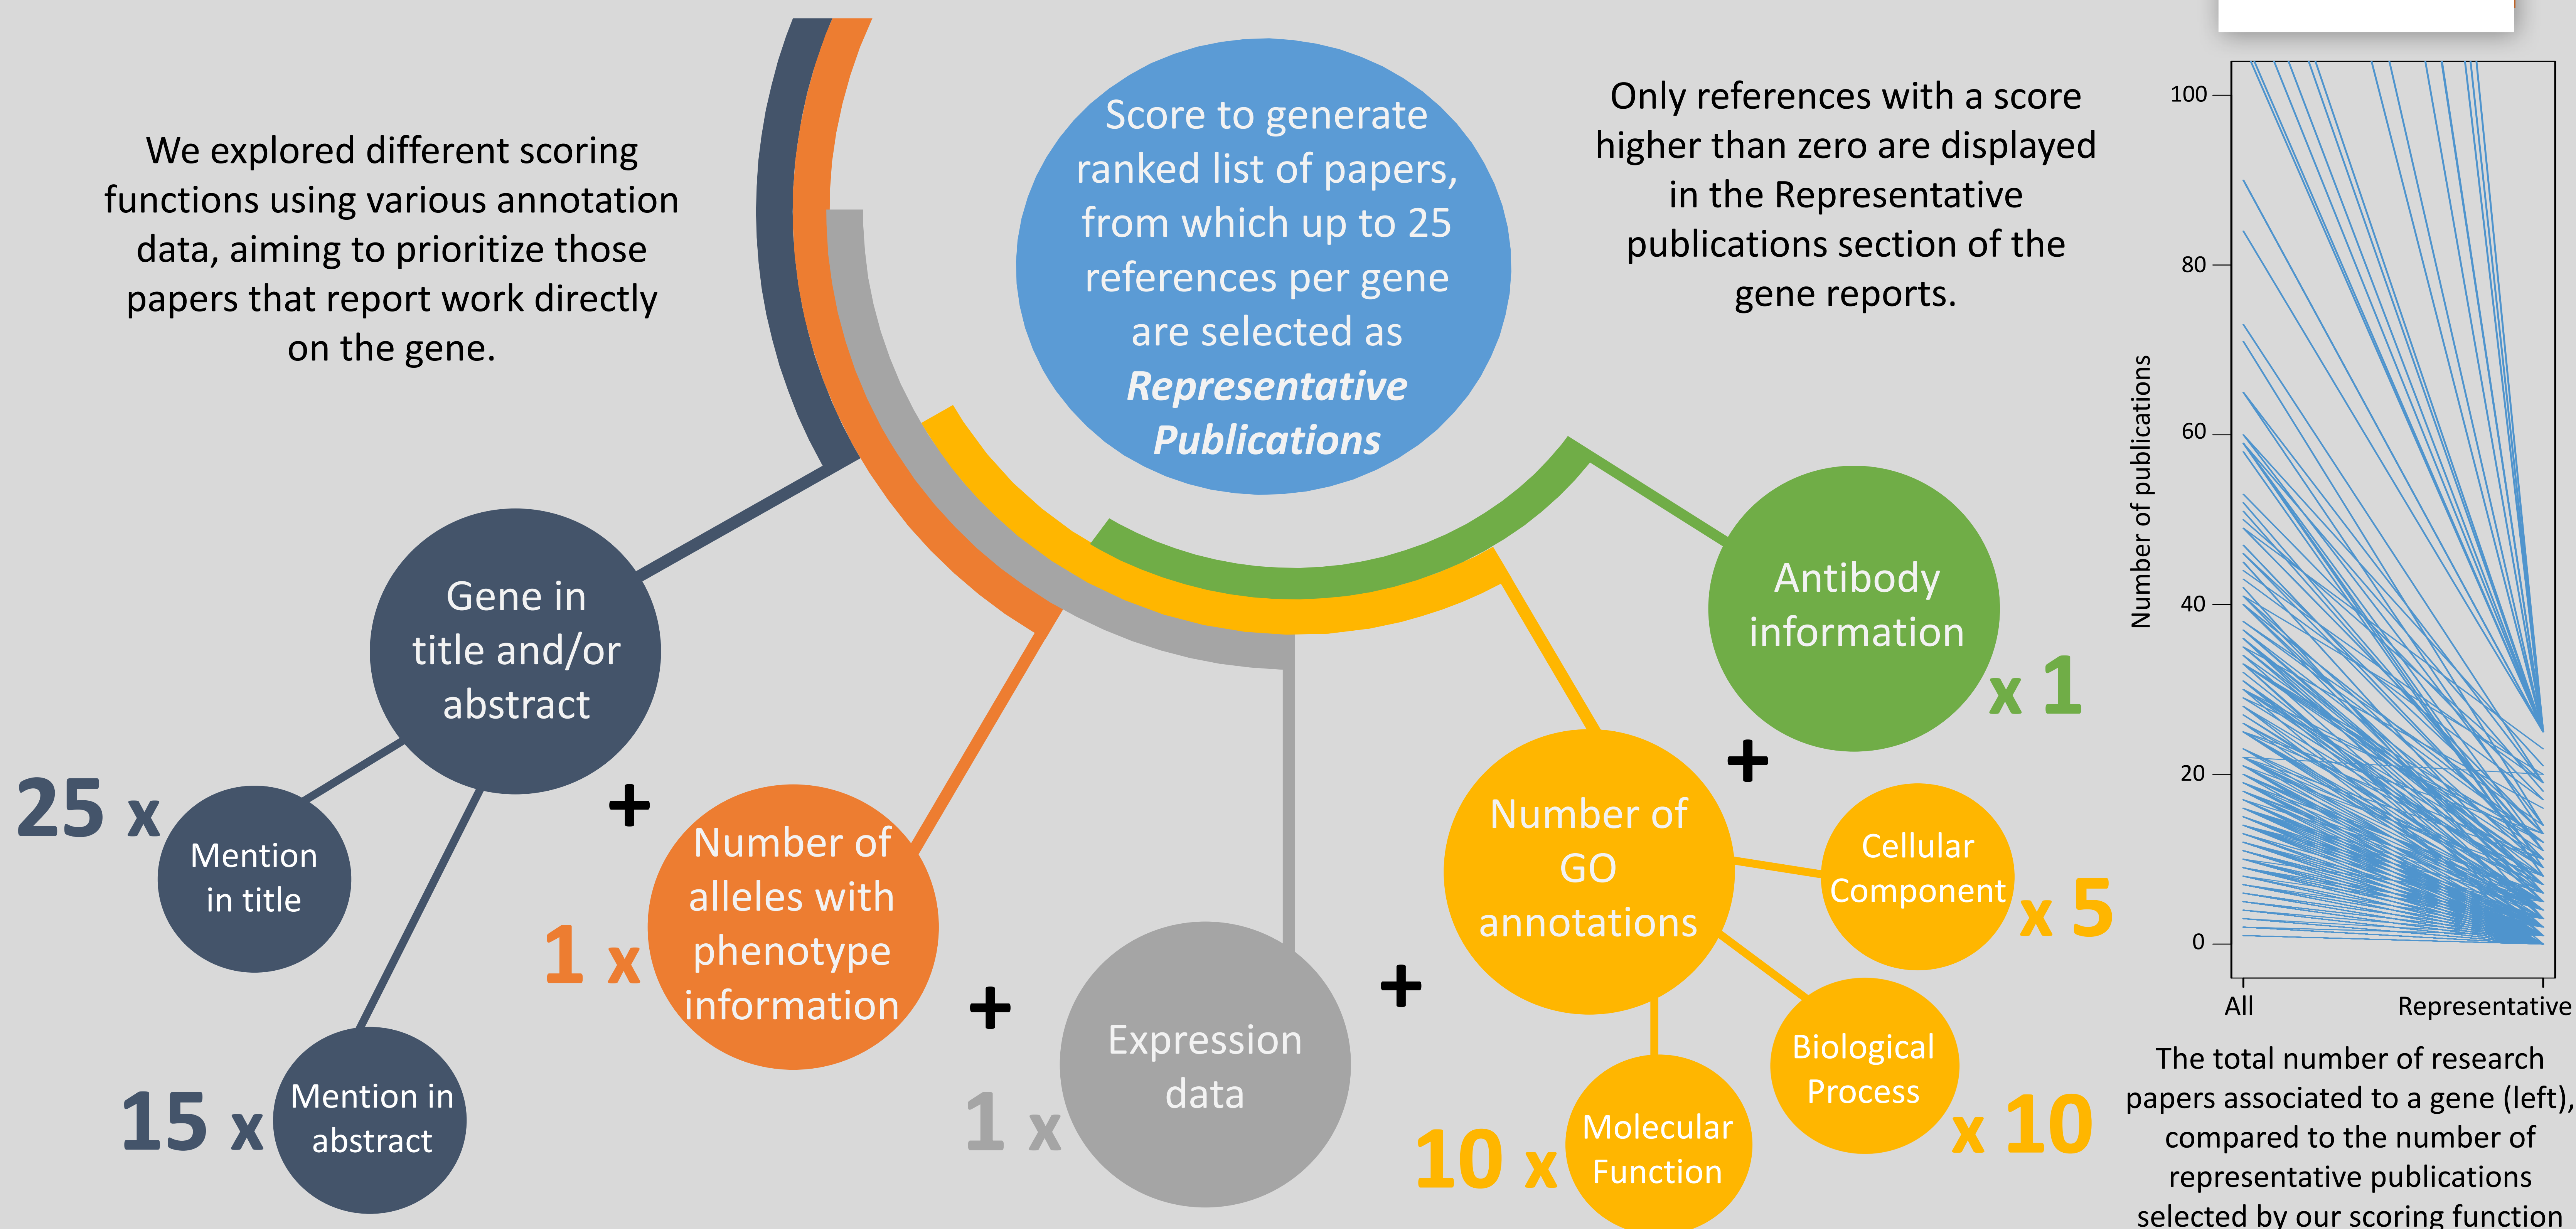 We explored different scoring
functions using various annotation
data, aiming to prioritize those
papers that report work directly
on the gene.
Score to generate
ranked list of papers,
from which up to 25
references per gene
are selected as
Representative
Publications
Only references with a score
higher than zero are displayed
in the Representative
publications section of the
gene reports.
Gene in
title and/or
abstract
25 x
Mention
in title
15 x
Mention in
abstract
+
1 x
Number of
alleles with
phenotype
information
+
1 x
Expression
data
+
Number of
GO
annotations
Cellular
Component
x 5
Biological
Process
x 10
10 x
Molecular
Function
+
Antibody
information
x 1
Number of publications
100
80
60
40
20
0
All
Representative
The total number of research
papers associated to a gene (left),
compared to the number of
representative publications
selected by our scoring function